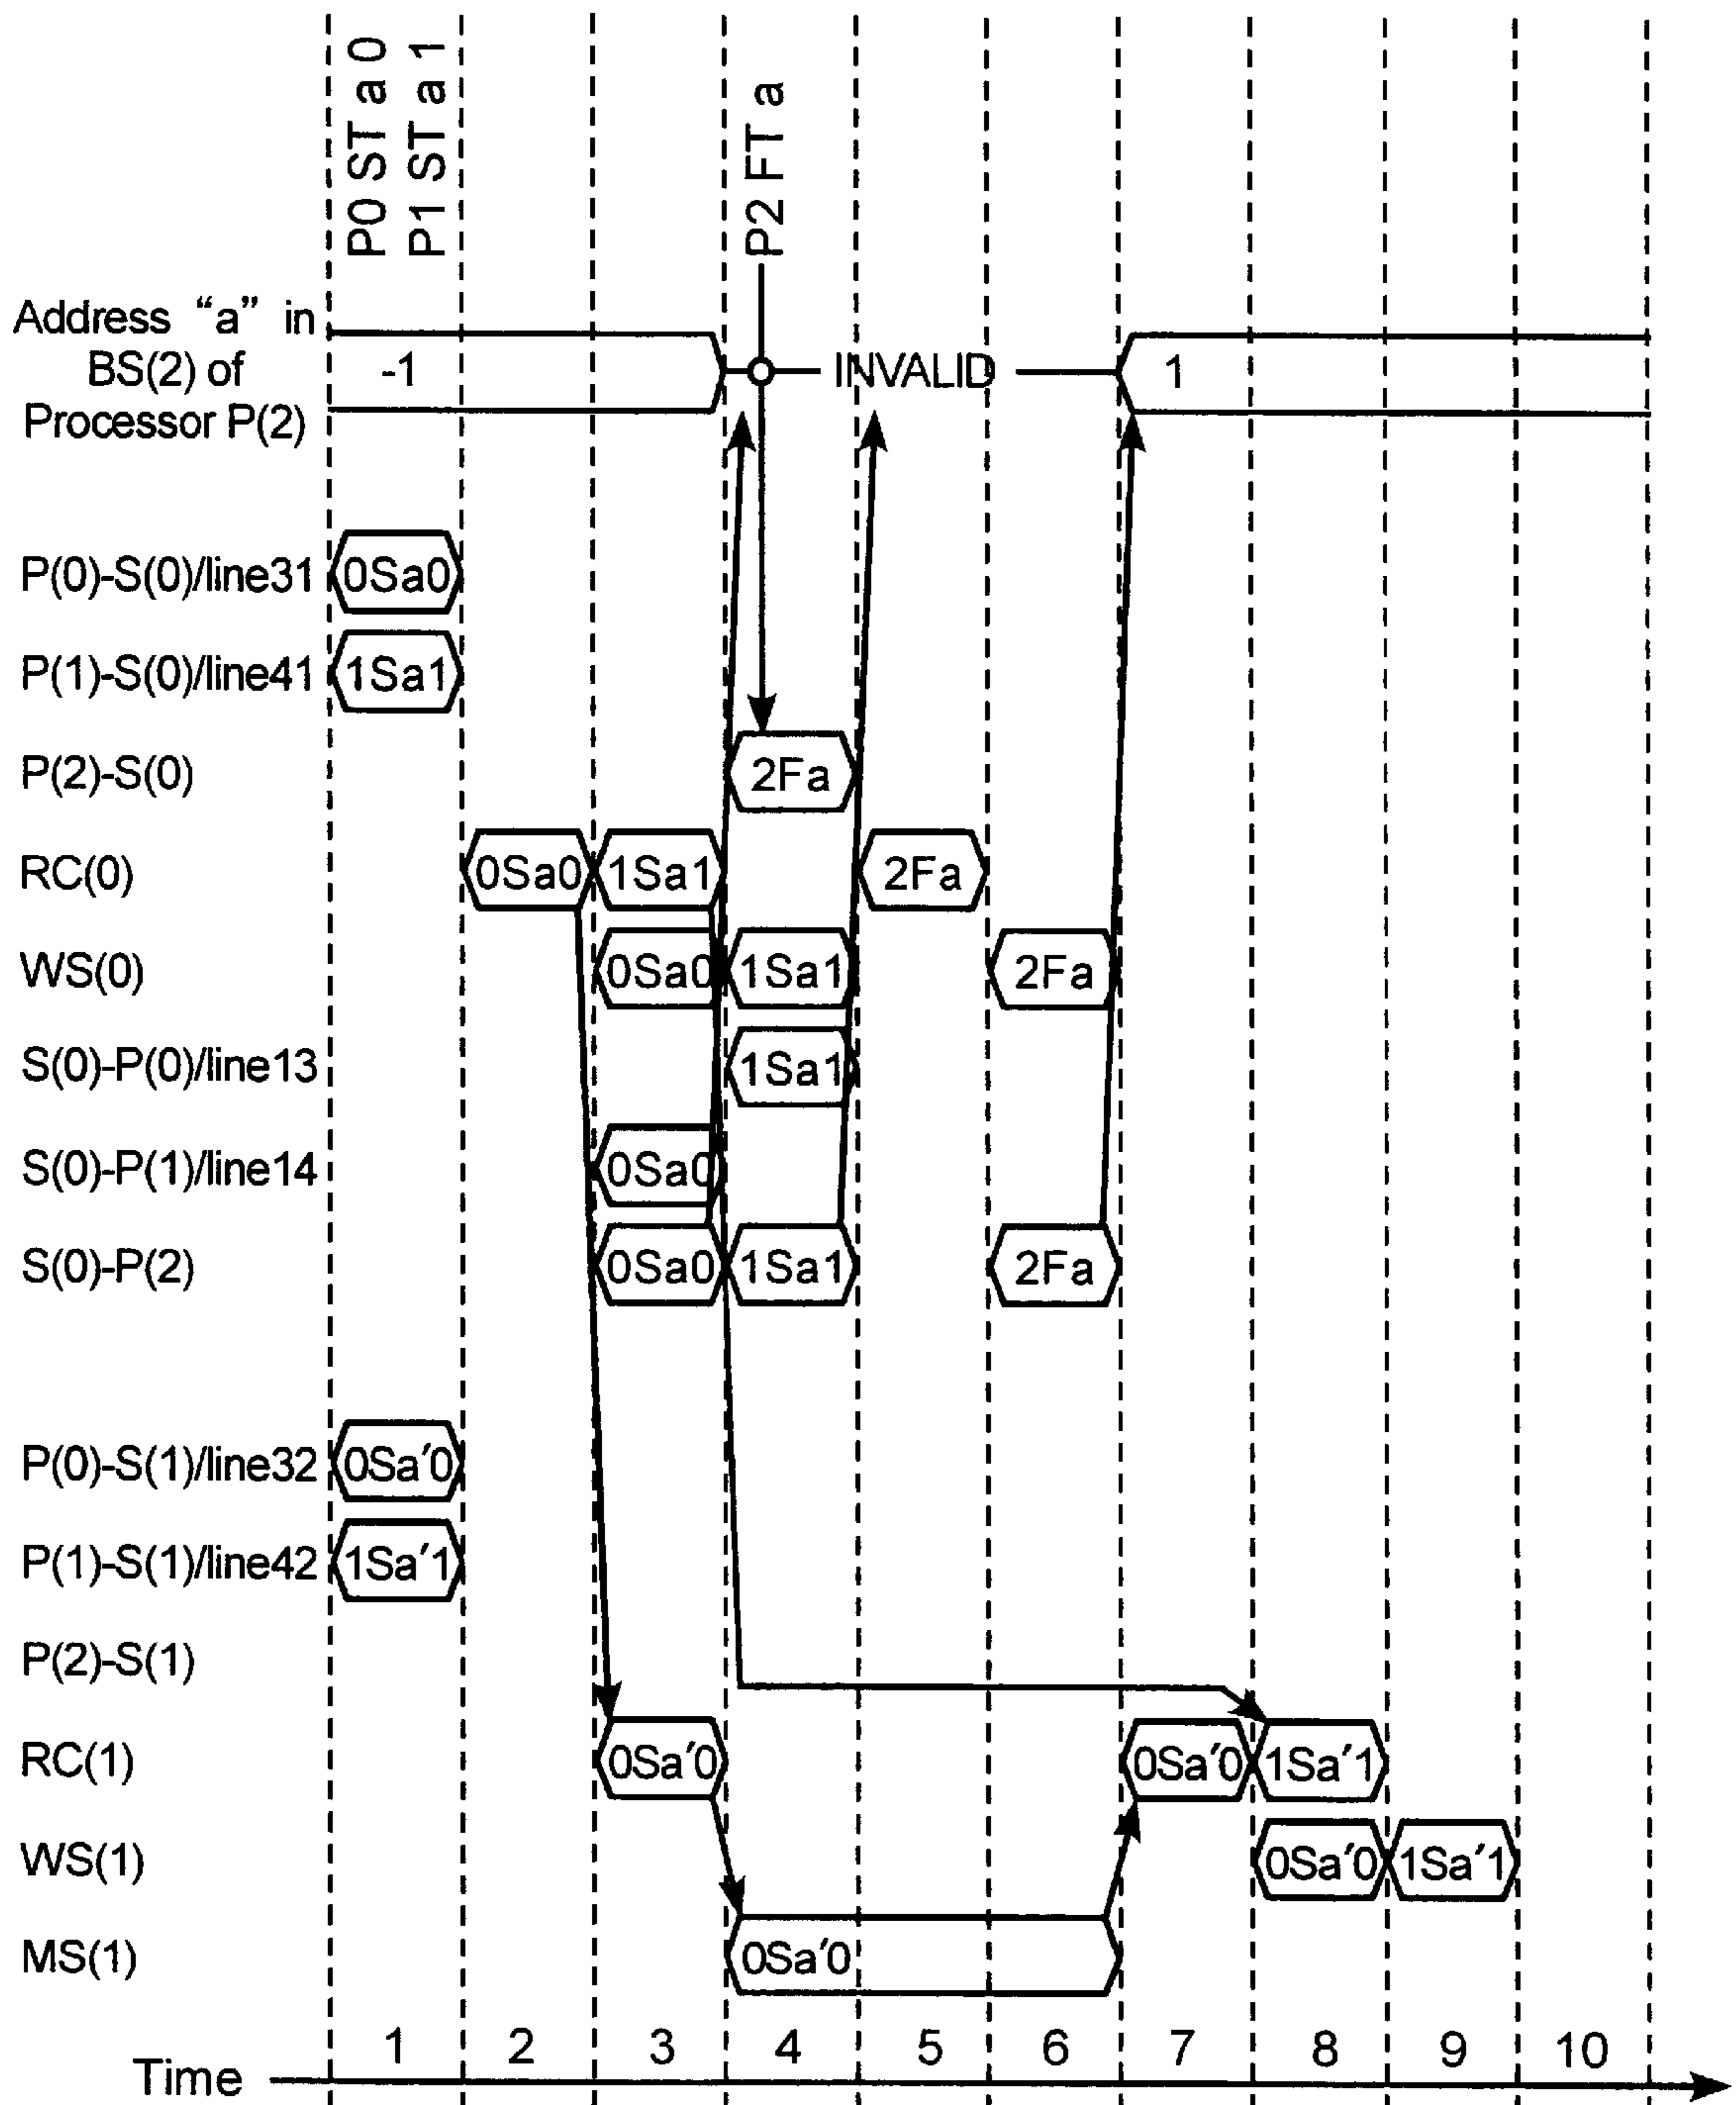 P0 ST a 0
P1 ST a 1
P2 FT a
Address “a” in
BS(2) of
Processor P(2)
-1
INVALID
1
P(0)-S(0)/line31
0Sa0
P(1)-S(0)/line41
1Sa1
P(2)-S(0)
2Fa
RC(0)
0Sa0
1Sa1
2Fa
WS(0)
0Sa0
1Sa1
2Fa
S(0)-P(0)/line13
1Sa1
S(0)-P(1)/line14
0Sa0
S(0)-P(2)
0Sa0
1Sa1
2Fa
P(0)-S(1)/line32
0Sa′0
P(1)-S(1)/line42
1Sa′1
P(2)-S(1)
RC(1)
0Sa′0
0Sa′0
1Sa′1
WS(1)
0Sa′0
1Sa′1
MS(1)
0Sa′0
1 2 3 4 5 6 7 8 9 10
Time